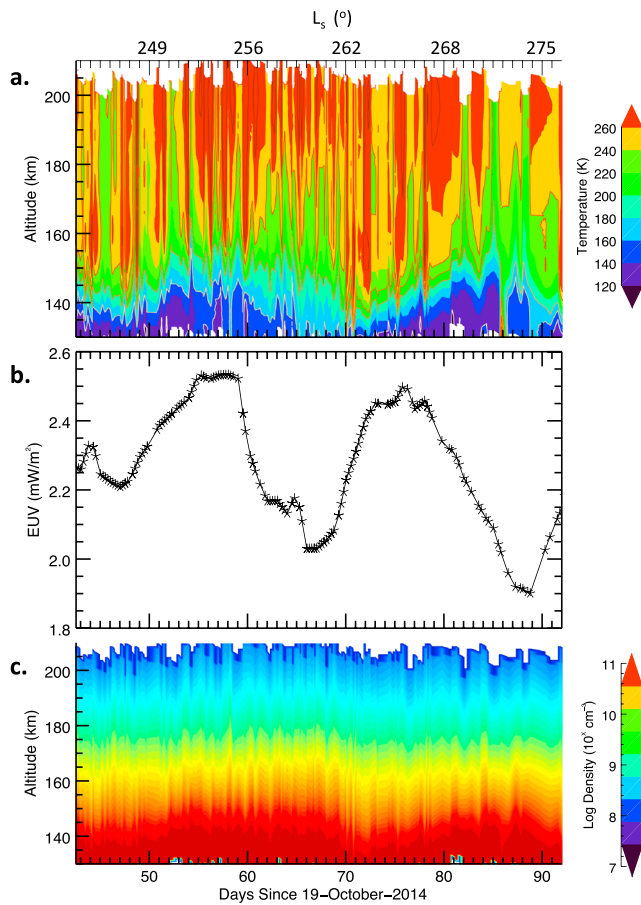 Ls (o)
249 256 262 268 275
a.
200
180
160
140
Altitude (km)
260
240
220
200
180
160
140
120
Temperature (K)
b.
2.6
2.4
2.2
2.0
1.8
EUV (mW/m²)
c.
200
180
160
140
Altitude (km)
11
10
9
8
7
Log Density (10ˣ cm⁻³)
50 60 70 80 90
Days Since 19-October-2014